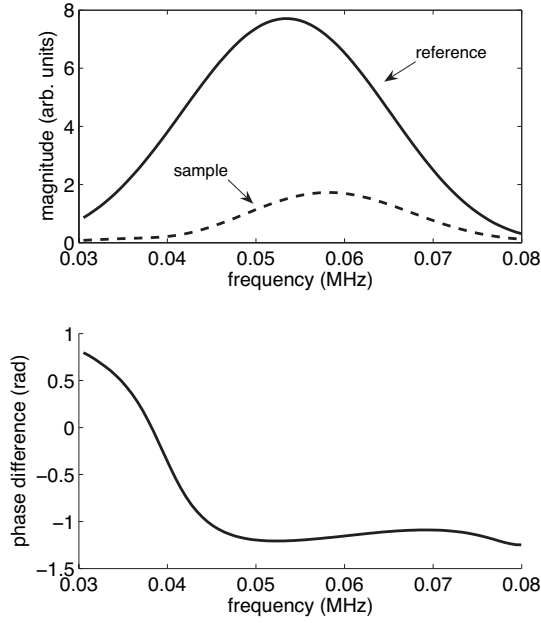 8
6
4
2
0
magnitude (arb. units)
reference
sample
0.03 0.04 0.05 0.06 0.07 0.08
frequency (MHz)
1
0.5
0
−0.5
−1
−1.5
phase difference (rad)
0.03 0.04 0.05 0.06 0.07 0.08
frequency (MHz)